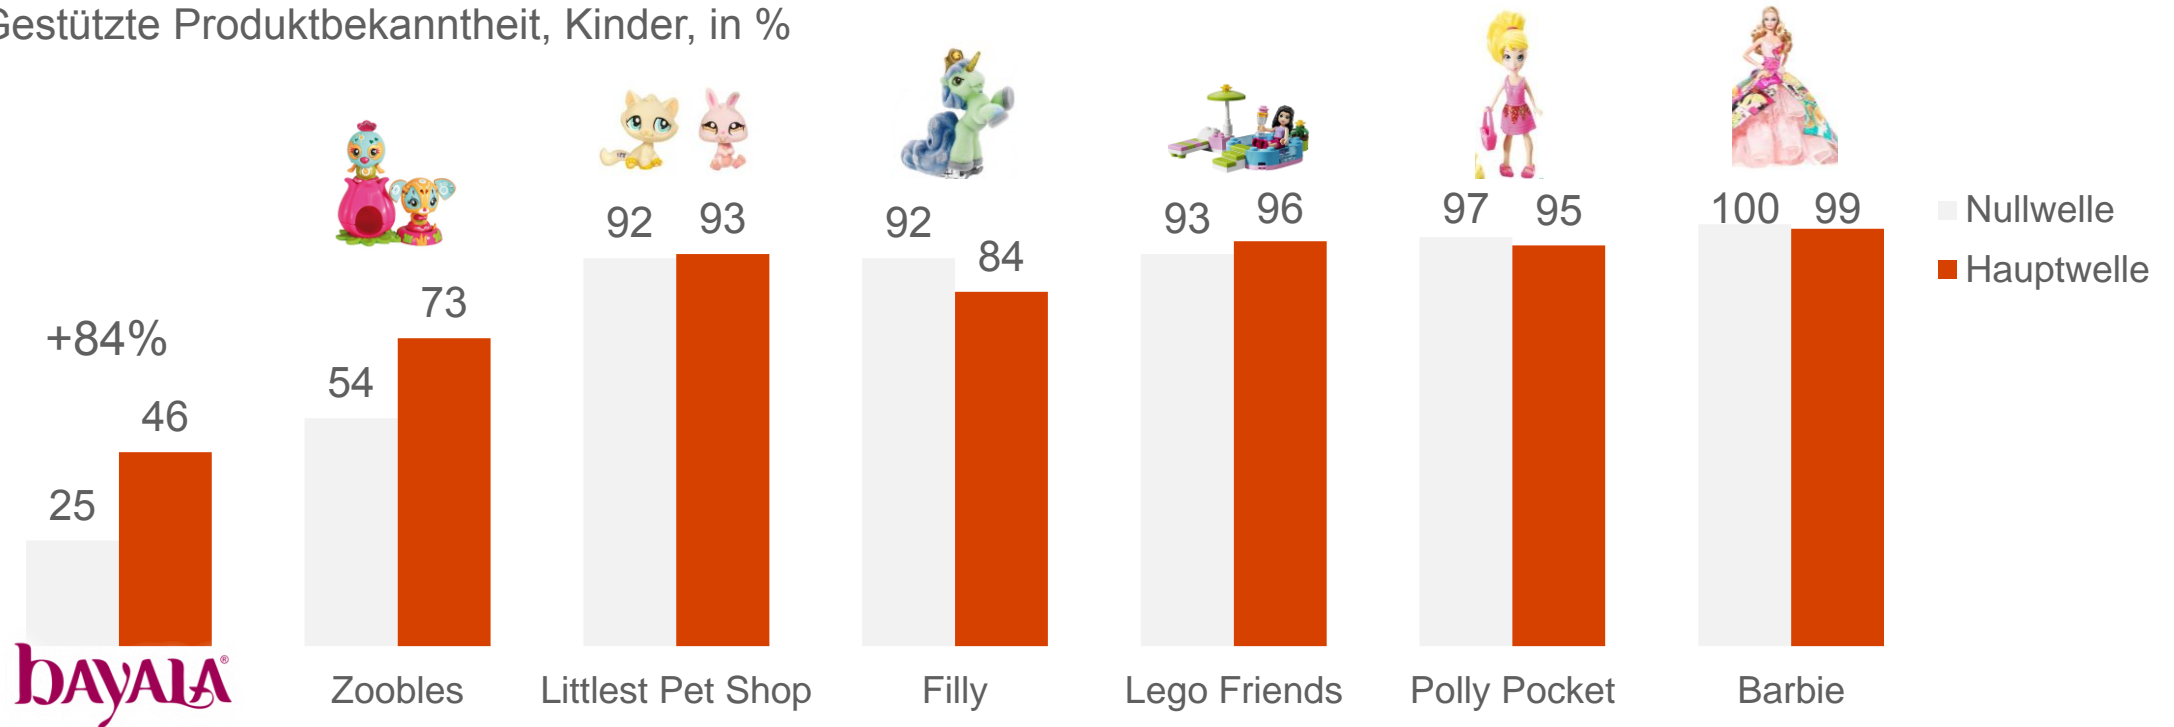 Gestützte Produktbekanntheit, Kinder, in %
+84%
25 46
54 73
92 93
92 84
93 96
97 95
100 99
Nullwelle
Hauptwelle
bayala®
Zoobles
Littlest Pet Shop
Filly
Lego Friends
Polly Pocket
Barbie